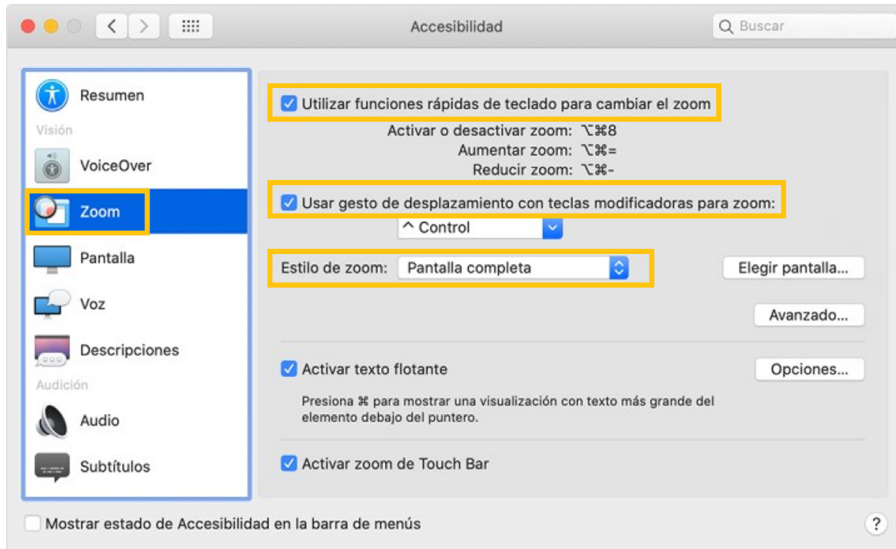 Accesibilidad
Buscar
Resumen
Visión
VoiceOver
Zoom
Pantalla
Voz
Descripciones
Audición
Audio
Subtítulos
Utilizar funciones rápidas de teclado para cambiar el zoom
Activar o desactivar zoom: ⌥⌘8
Aumentar zoom: ⌥⌘=
Reducir zoom: ⌥⌘-
Usar gesto de desplazamiento con teclas modificadoras para zoom:
^ Control
Estilo de zoom: Pantalla completa
Elegir pantalla...
Avanzado...
Activar texto flotante
Opciones...
Presiona ⌘ para mostrar una visualización con texto más grande del
elemento debajo del puntero.
Activar zoom de Touch Bar
Mostrar estado de Accesibilidad en la barra de menús
?